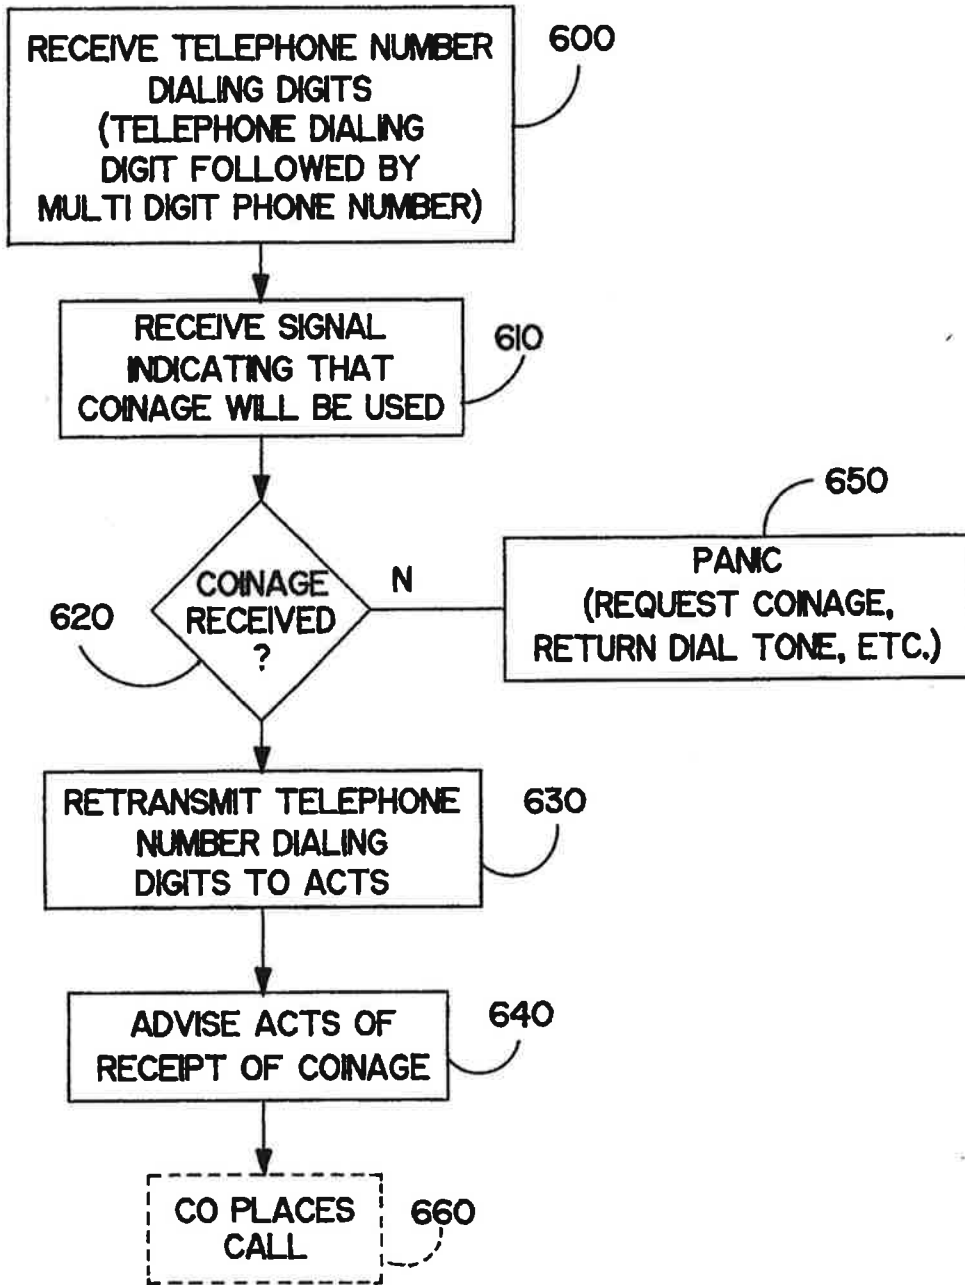 RECEIVE TELEPHONE NUMBER
DIALING DIGITS
(TELEPHONE DIALING
DIGIT FOLLOWED BY
MULTI DIGIT PHONE NUMBER)
600
RECEIVE SIGNAL
INDICATING THAT
COINAGE WILL BE USED
610
COINAGE
RECEIVED
?
620
N
650
PANIC
(REQUEST COINAGE,
RETURN DIAL TONE, ETC.)
RETRANSMIT TELEPHONE
NUMBER DIALING
DIGITS TO ACTS
630
ADVISE ACTS OF
RECEIPT OF COINAGE
640
CO PLACES
CALL
660